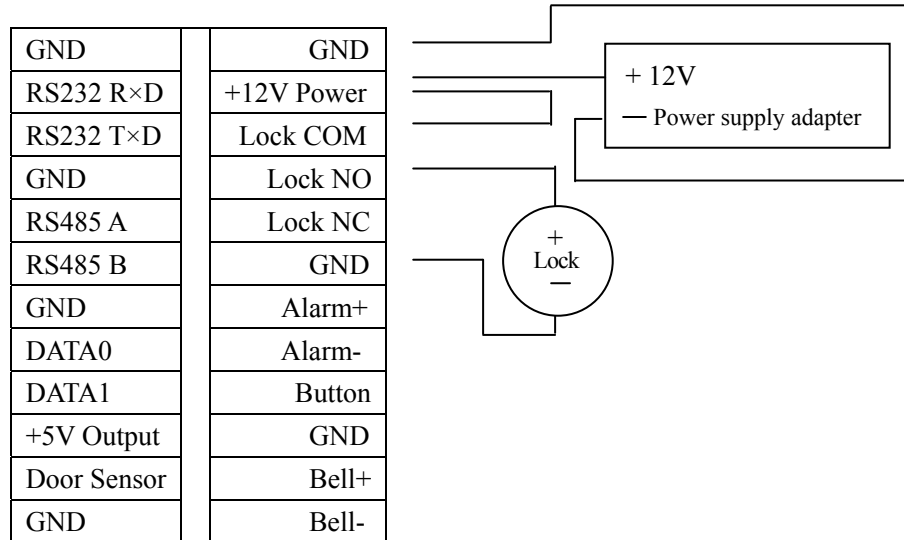 GND GND
RS232 R×D +12V Power
RS232 T×D Lock COM
GND Lock NO
RS485 A Lock NC
RS485 B GND
GND Alarm+
DATA0 Alarm-
DATA1 Button
+5V Output GND
Door Sensor Bell+
GND Bell-
+ 12V
— Power supply adapter
+
Lock
—